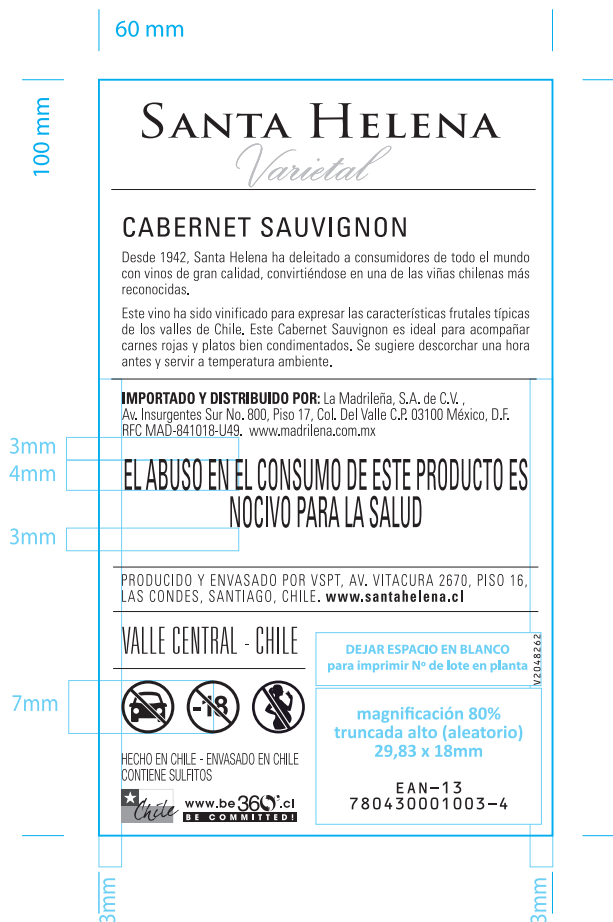 60 mm
100 mm
SANTA HELENA
Varietal
CABERNET SAUVIGNON
Desde 1942, Santa Helena ha deleitado a consumidores de todo el mundo
con vinos de gran calidad, convirtiéndose en una de las viñas chilenas más
reconocidas.
Este vino ha sido vinificado para expresar las características frutales típicas
de los valles de Chile. Este Cabernet Sauvignon es ideal para acompañar
carnes rojas y platos bien condimentados. Se sugiere descorchar una hora
antes y servir a temperatura ambiente.
IMPORTADO Y DISTRIBUIDO POR: La Madrileña, S.A. de C.V. ,
Av. Insurgentes Sur No. 800, Piso 17, Col. Del Valle C.P. 03100 México, D.F.
RFC MAD-841018-U49. www.madrilena.com.mx
3mm
4mm
EL ABUSO EN EL CONSUMO DE ESTE PRODUCTO ES
NOCIVO PARA LA SALUD
3mm
PRODUCIDO Y ENVASADO POR VSPT, AV. VITACURA 2670, PISO 16,
LAS CONDES, SANTIAGO, CHILE. www.santahelena.cl
VALLE CENTRAL - CHILE
DEJAR ESPACIO EN BLANCO
para imprimir Nº de lote en planta
V2048262
7mm
-18
magnificación 80%
truncada alto (aleatorio)
29,83 x 18mm
EAN-13
780430001003-4
HECHO EN CHILE - ENVASADO EN CHILE
CONTIENE SULFITOS
Chile
www.be360°.cl
BE COMMITTED!
3mm
3mm